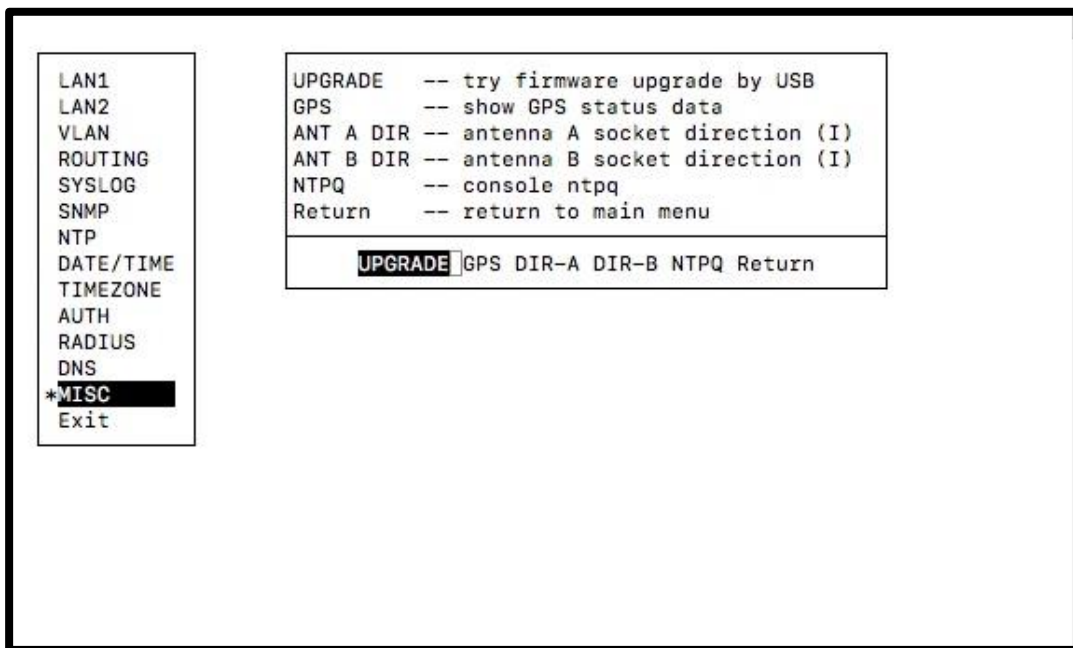 LAN1
LAN2
VLAN
ROUTING
SYSLOG
SNMP
NTP
DATE/TIME
TIMEZONE
AUTH
RADIUS
DNS
*MISC
Exit
UPGRADE -- try firmware upgrade by USB
GPS -- show GPS status data
ANT A DIR -- antenna A socket direction (I)
ANT B DIR -- antenna B socket direction (I)
NTPQ -- console ntpq
Return -- return to main menu
UPGRADE GPS DIR-A DIR-B NTPQ Return